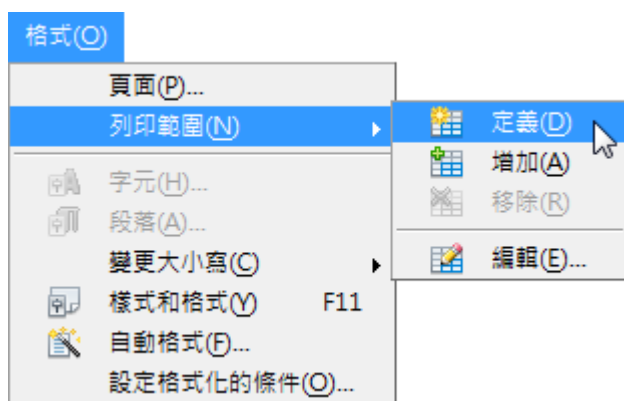 格式(O)
頁面(P)...
列印範圍(N)
字元(H)...
段落(A)...
變更大小寫(C)
樣式和格式(Y) F11
自動格式(F)...
設定格式化的條件(O)...
定義(D)
增加(A)
移除(R)
編輯(E)...